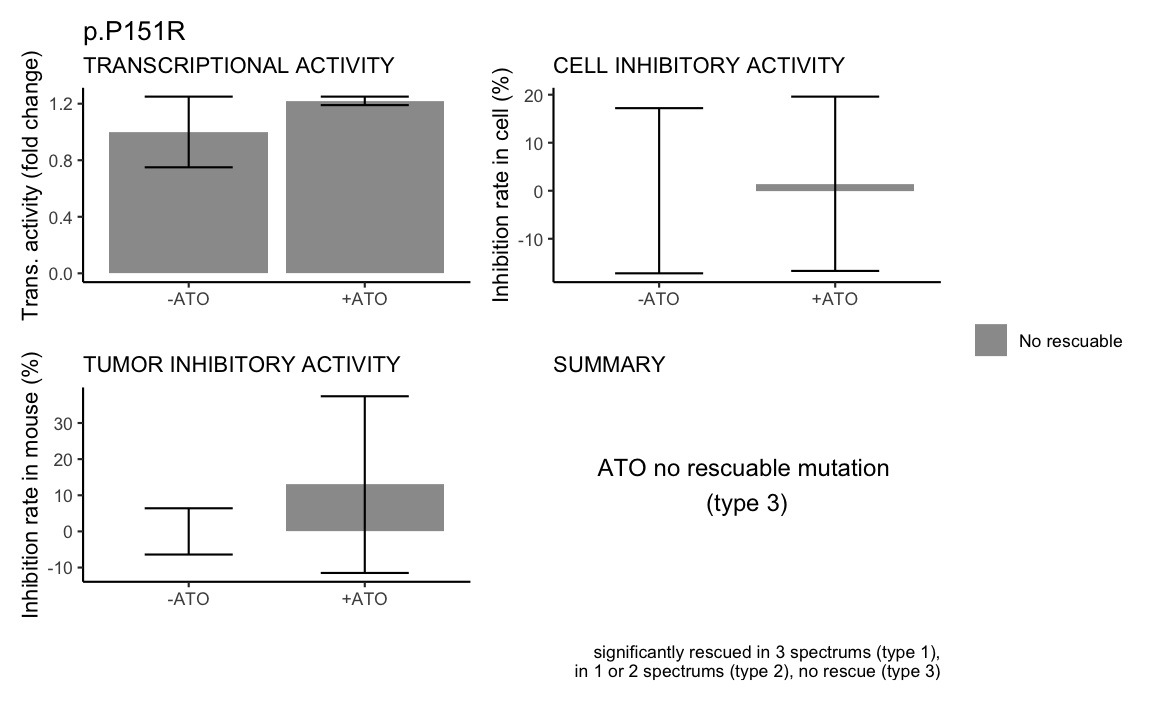 p.P151R
TRANSCRIPTIONAL ACTIVITY
Trans. activity (fold change)
1.2
0.8
0.4
0.0
-ATO
+ATO
CELL INHIBITORY ACTIVITY
Inhibition rate in cell (%)
20
10
0
-10
-ATO
+ATO
No rescuable
TUMOR INHIBITORY ACTIVITY
Inhibition rate in mouse (%)
30
20
10
0
-10
-ATO
+ATO
SUMMARY
ATO no rescuable mutation
(type 3)
significantly rescued in 3 spectrums (type 1),
in 1 or 2 spectrums (type 2), no rescue (type 3)